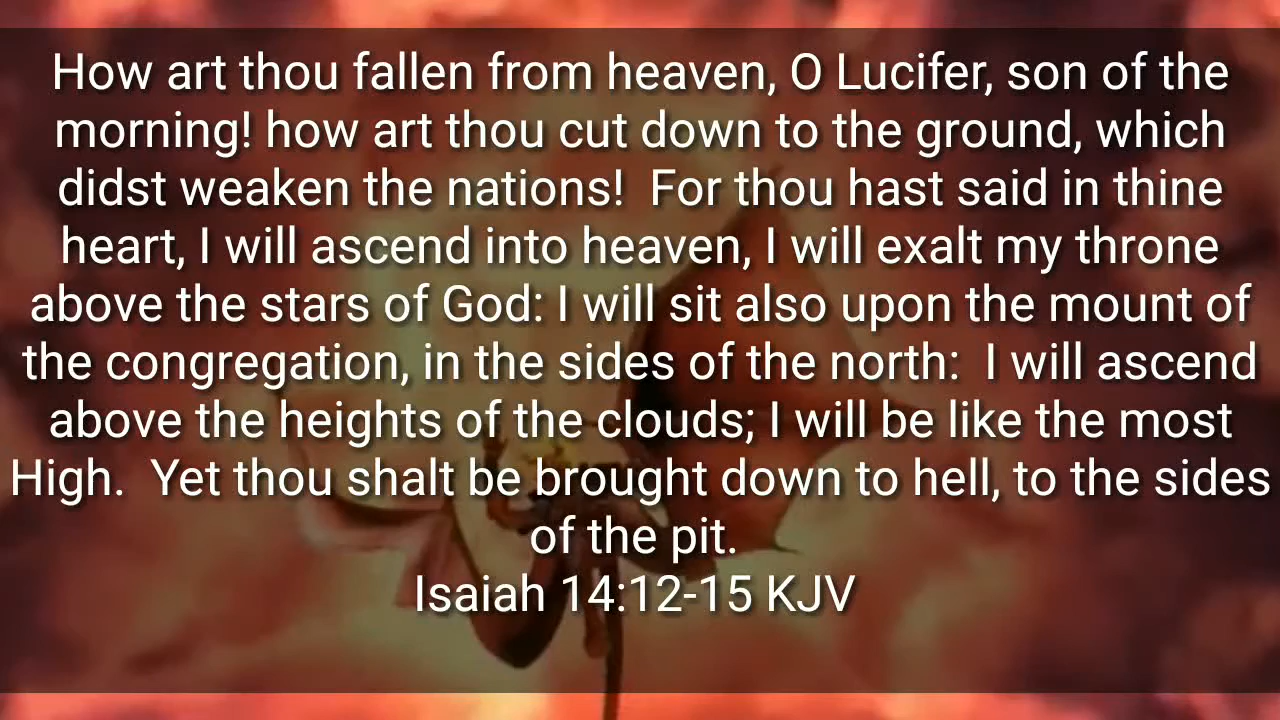 How art thou fallen from heaven, O Lucifer, son of the
morning! how art thou cut down to the ground, which
didst weaken the nations!  For thou hast said in thine
heart, I will ascend into heaven, I will exalt my throne
above the stars of God: I will sit also upon the mount of
the congregation, in the sides of the north:  I will ascend
above the heights of the clouds; I will be like the most
High.  Yet thou shalt be brought down to hell, to the sides
of the pit.
Isaiah 14:12-15 KJV